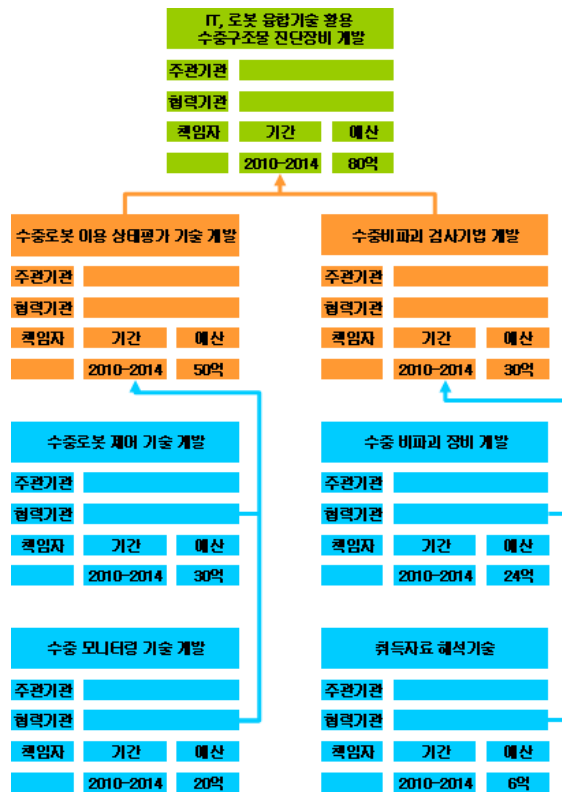 IT, 로봇 융합기술 활용
수중구조물 진단장비 개발
주관기관
협력기관
책임자 기간 예산
2010-2014 80억
수중로봇 이용 상태평가 기술 개발
주관기관
협력기관
책임자 기간 예산
2010-2014 50억
수중비파괴 검사기법 개발
주관기관
협력기관
책임자 기간 예산
2010-2014 30억
수중로봇 제어 기술 개발
주관기관
협력기관
책임자 기간 예산
2010-2014 30억
수중 비파괴 장비 개발
주관기관
협력기관
책임자 기간 예산
2010-2014 24억
수중 모니터링 기술 개발
주관기관
협력기관
책임자 기간 예산
2010-2014 20억
취득자료 해석기술
주관기관
협력기관
책임자 기간 예산
2010-2014 6억